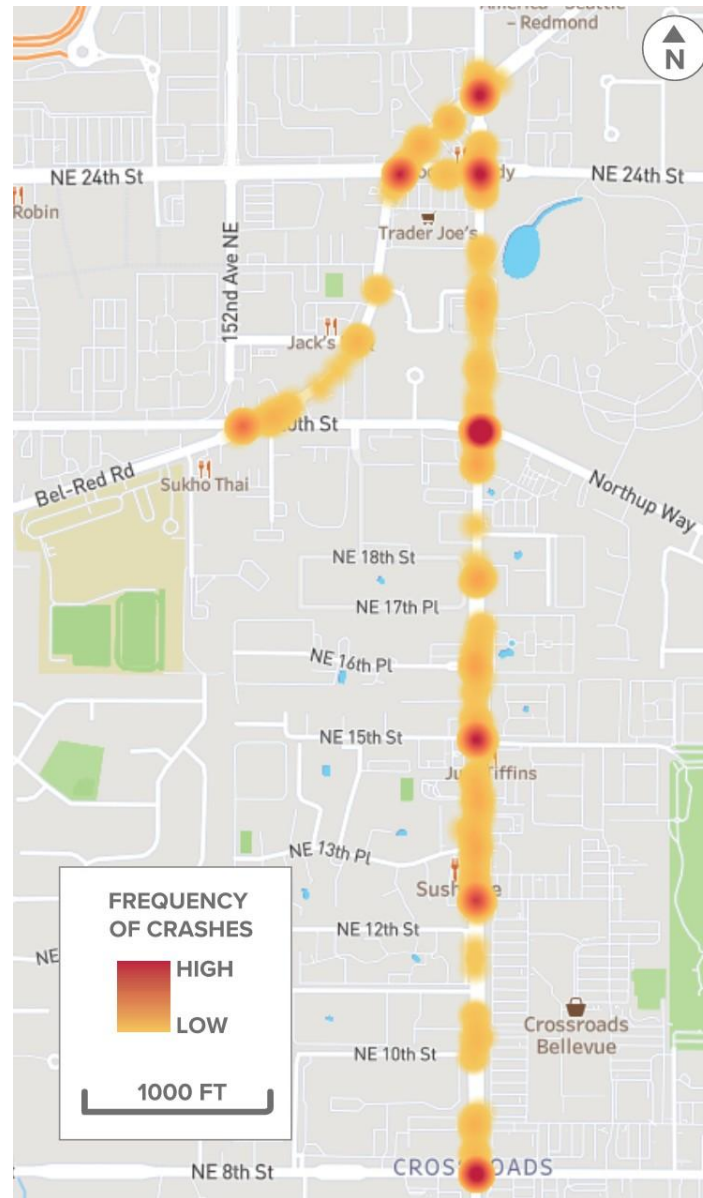 – Redmond
N
NE 24th St
NE 24th St
Robin
Trader Joe's
152nd Ave NE
Jack's
Bel-Red Rd
Sukho Thai
Northup Way
NE 18th St
NE 17th Pl
NE 16th Pl
NE 15th St
NE 13th Pl
NE 12th St
FREQUENCY
OF CRASHES
HIGH
LOW
1000 FT
NE
Crossroads
Bellevue
NE 10th St
NE 8th St